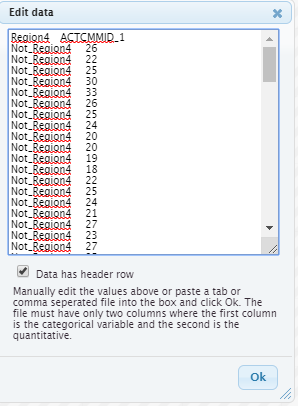 Edit data
Region4 ACTCMMID_1
Not_Region4 26
Not_Region4 22
Not_Region4 25
Not_Region4 30
Not_Region4 33
Not_Region4 26
Not_Region4 25
Not_Region4 24
Not_Region4 20
Not_Region4 20
Not_Region4 19
Not_Region4 18
Not_Region4 22
Not_Region4 25
Not_Region4 24
Not_Region4 21
Not_Region4 27
Not_Region4 23
Not_Region4 27
Data has header row
Manually edit the values above or paste a tab or
comma seperated file into the box and click Ok. The
file must have only two columns where the first column
is the categorical variable and the second is the
quantitative.
Ok